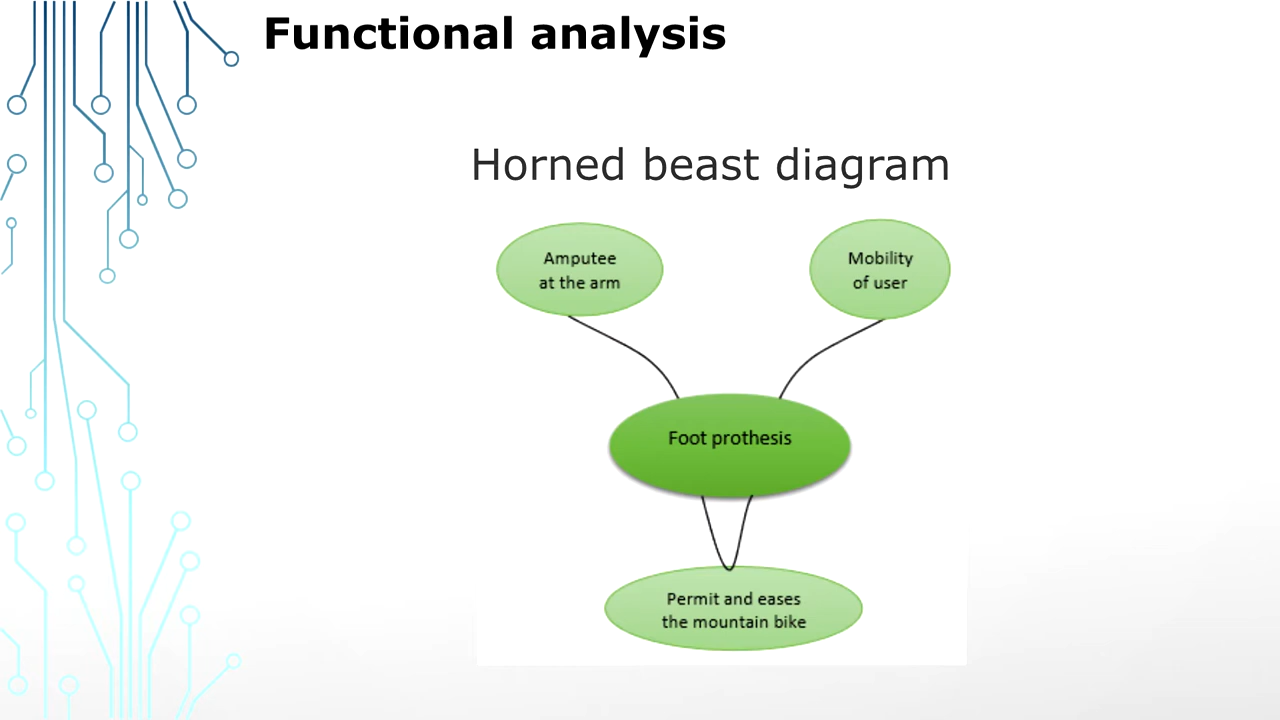 Functional analysis
Horned beast diagram
Amputee
at the arm
Mobility
of user
Foot prothesis
Permit and eases
the mountain bike